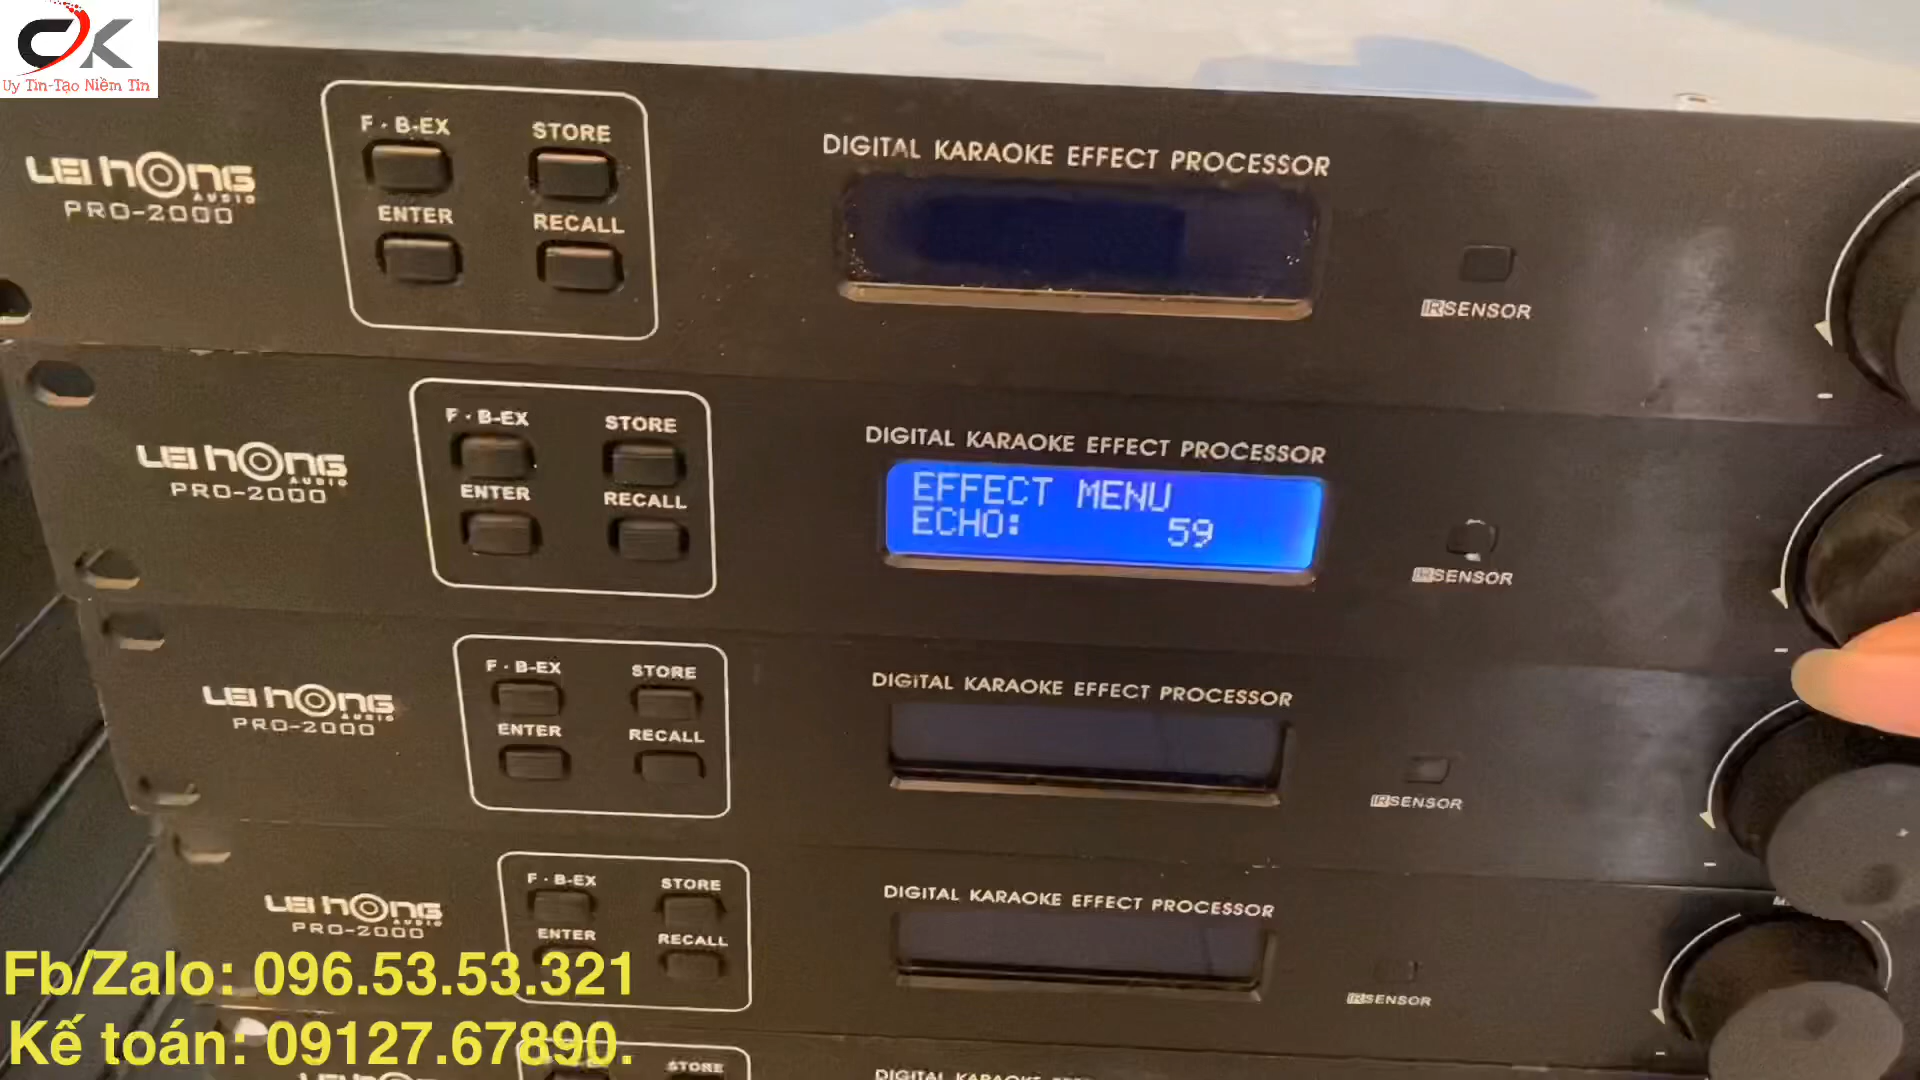 CK
Uy Tín-Tạo Niềm Tin
F · B-EX
STORE
ENTER
RECALL
LEI HONG
AUDIO
PRO-2000
DIGITAL KARAOKE EFFECT PROCESSOR
IR SENSOR
F · B-EX
STORE
ENTER
RECALL
LEI HONG
AUDIO
PRO-2000
DIGITAL KARAOKE EFFECT PROCESSOR
EFFECT MENU
ECHO: 59
IR SENSOR
F · B-EX
STORE
ENTER
RECALL
LEI HONG
AUDIO
PRO-2000
DIGITAL KARAOKE EFFECT PROCESSOR
IR SENSOR
F · B-EX
STORE
ENTER
RECALL
LEI HONG
AUDIO
PRO-2000
DIGITAL KARAOKE EFFECT PROCESSOR
IR SENSOR
Fb/Zalo: 096.53.53.321
Kế toán: 09127.67890.
STORE
DIGITAL KARAOKE